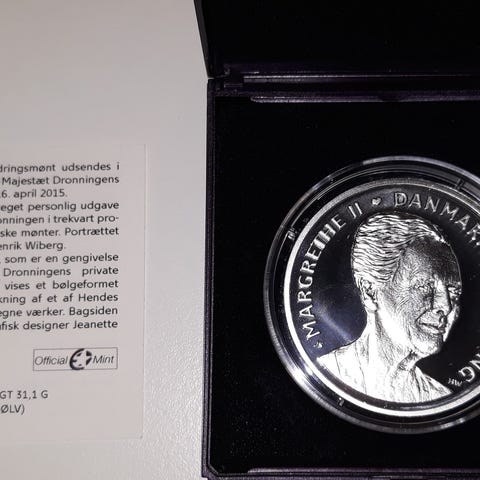 dringsmønt udsendes i
Majestæt Dronningens
6. april 2015.
eget personlig udgave
onningen i trekvart pro-
ske mønter. Portrættet
enrik Wiberg.
, som er en gengivelse
Dronningens private
vises et bølgeformet
kning af et af Hendes
egne værker. Bagsiden
afisk designer Jeanette
Official Mint
GT 31,1 G
ØLV)
MARGRETHE II ♥ DANMAR
NG